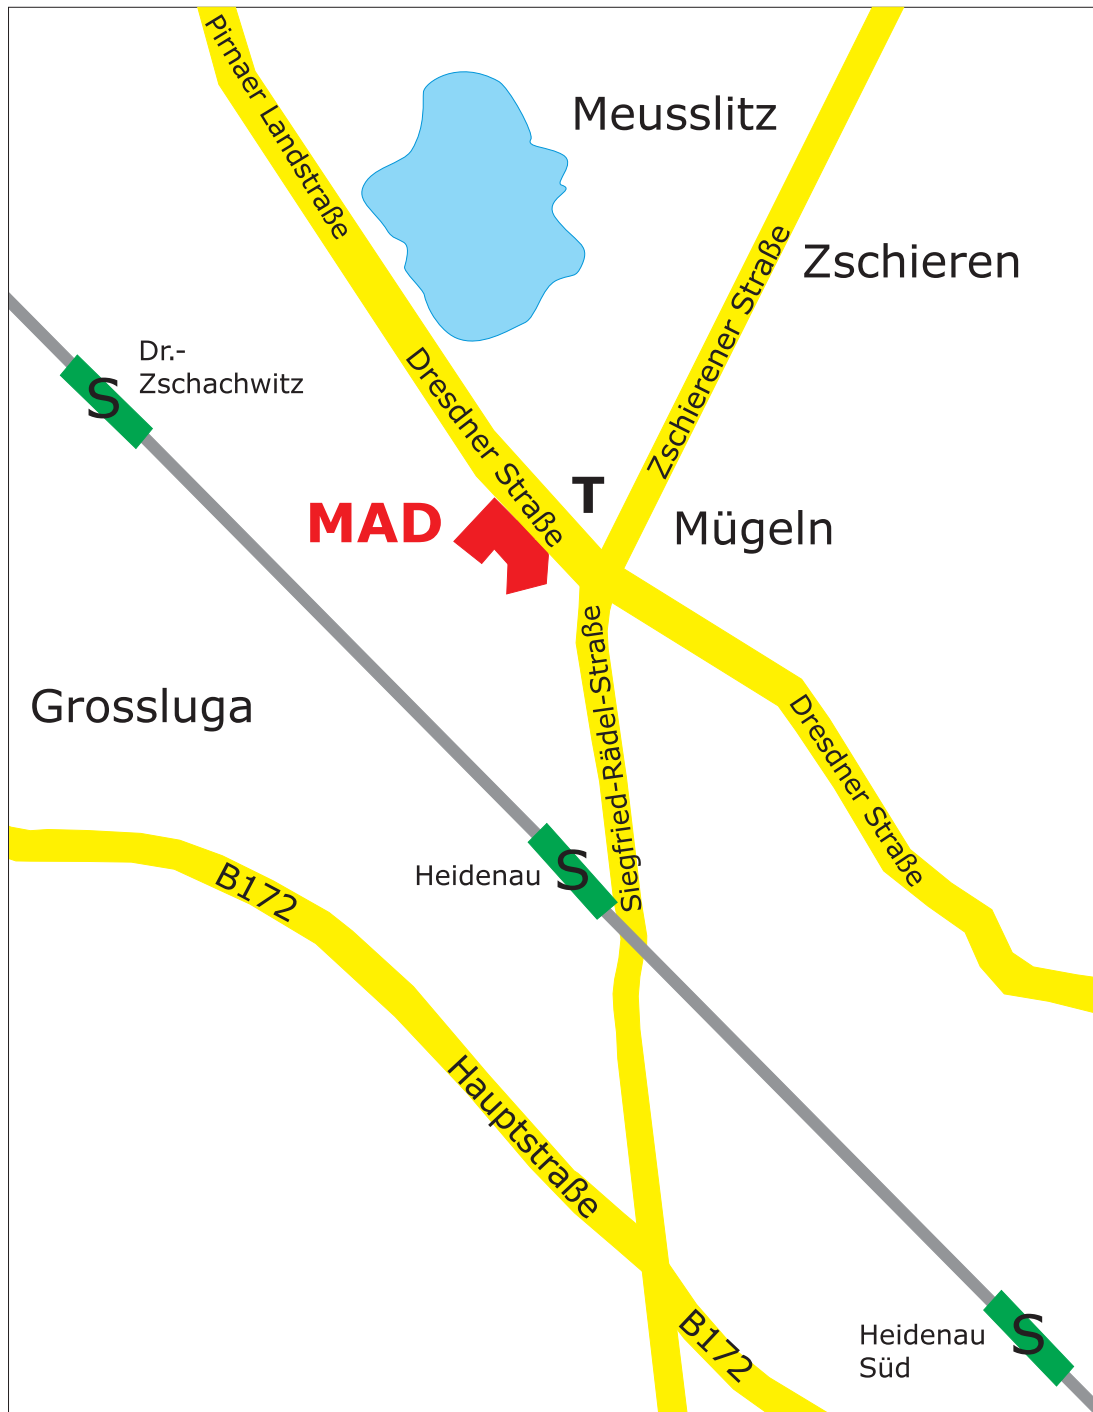 Pirnaer Landstraße
Meusslitz
Zschierener Straße
Zschieren
Dr.-
Zschachwitz
S
Dresdner Straße
T
MAD
Mügeln
Siegfried-Rädel-Straße
Grossluga
Dresdner Straße
B172
Heidenau
S
Hauptstraße
B172
Heidenau
Süd
S